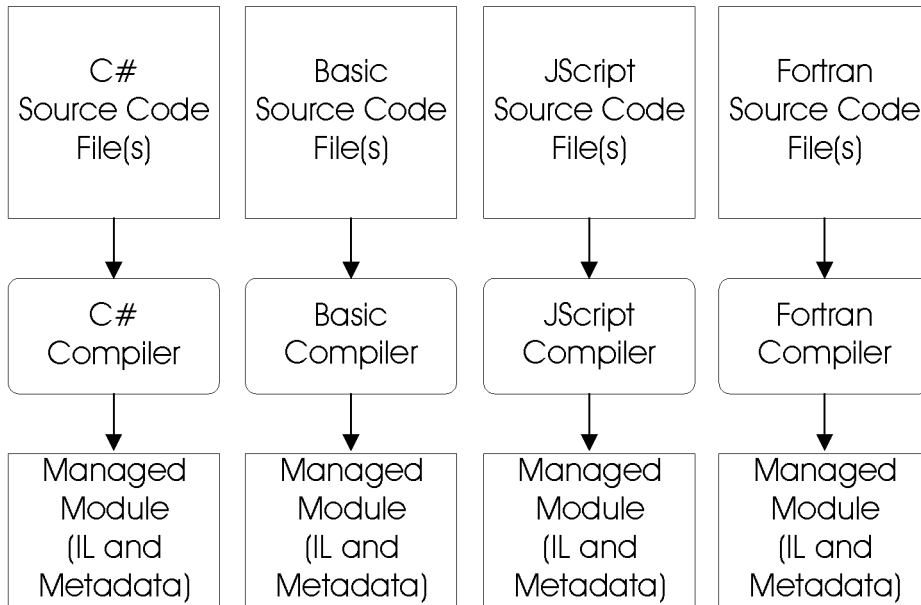 C#
Source Code
File(s)
Basic
Source Code
File(s)
JScript
Source Code
File(s)
Fortran
Source Code
File(s)
C#
Compiler
Basic
Compiler
JScript
Compiler
Fortran
Compiler
Managed
Module
(IL and
Metadada)
Managed
Module
(IL and
Metadata)
Managed
Module
(IL and
Metadata)
Managed
Module
(IL and
Metadata)